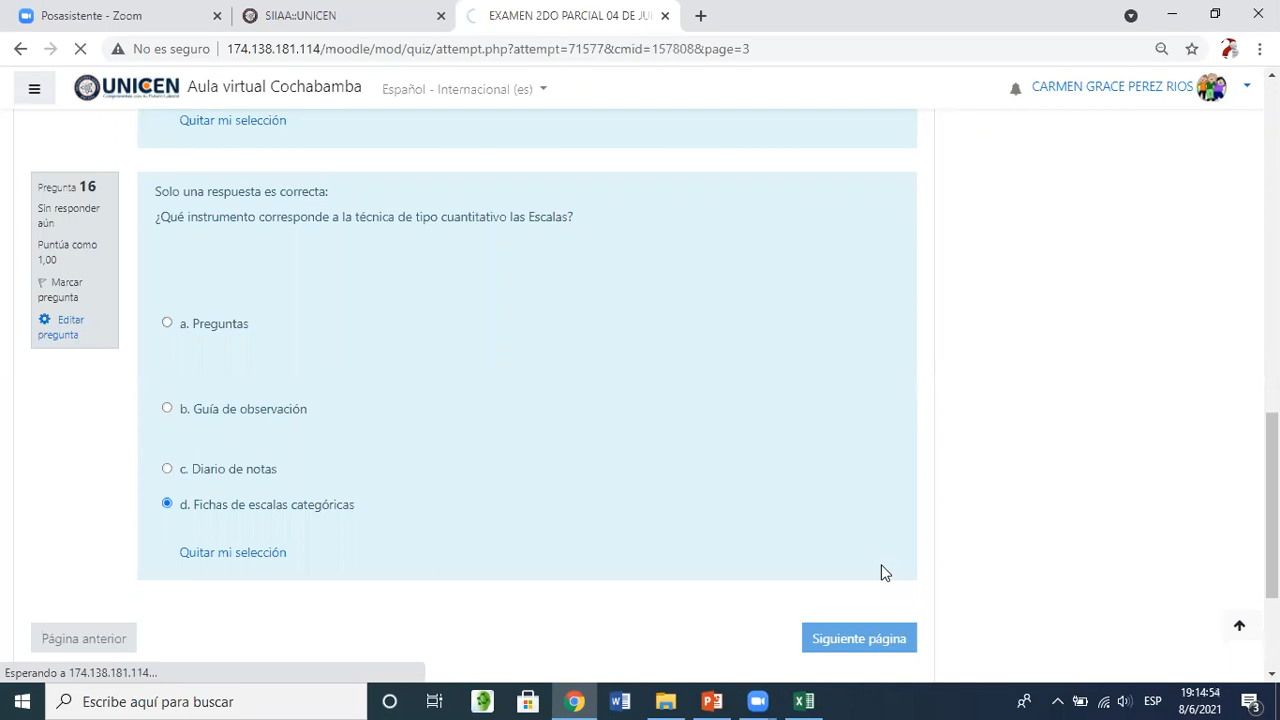 Posasistente - Zoom
SIIAA::UNICEN
EXAMEN 2DO PARCIAL 04 DE JU
No es seguro
174.138.181.114/moodle/mod/quiz/attempt.php?attempt=71577&cmid=157808&page=3
UNICEN
Aula virtual Cochabamba
Español - Internacional (es)
CARMEN GRACE PEREZ RIOS
Quitar mi selección
Pregunta 16
Sin responder
aún
Puntúa como
1,00
Marcar
pregunta
Editar
pregunta
Solo una respuesta es correcta:
¿Qué instrumento corresponde a la técnica de tipo cuantitativo las Escalas?
a. Preguntas
b. Guía de observación
c. Diario de notas
d. Fichas de escalas categóricas
Quitar mi selección
Página anterior
Siguiente página
Esperando a 174.138.181.114...
Escribe aquí para buscar
ESP
19:14:54
8/6/2021
3